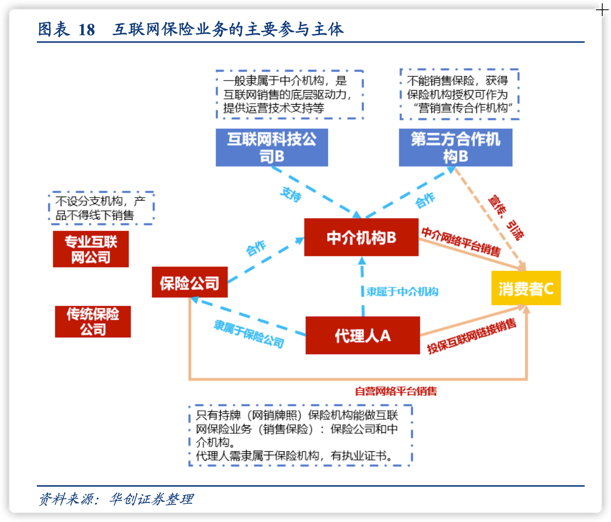 图表 18 互联网保险业务的主要参与主体
一般隶属于中介机构，是
互联网销售的底层驱动力，
提供运营技术支持等
不能销售保险，获得
保险机构授权可作为
“营销宣传合作机构”
互联网科技公
司B
第三方合作机
构B
支持
合作
宣传、引流
不设分支机构，产
品不得线下销售
专业互联
网公司
传统保险
公司
保险公司
合作
中介机构B
中介网络平台销售
消费者C
隶属于中介机构
隶属于保险公司
代理人A
投保互联网链接销售
自营网络平台销售
只有持牌（网销牌照）保险机构能做互联
网保险业务（销售保险）：保险公司和中
介机构。
代理人需隶属于保险机构，有执业证书。
资料来源：华创证券整理